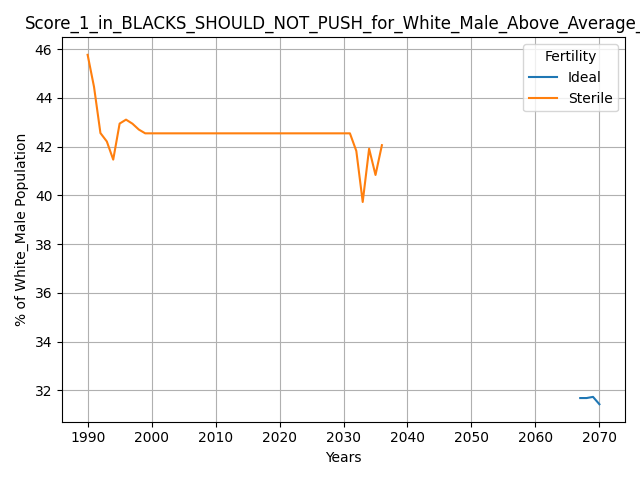 Score_1_in_BLACKS_SHOULD_NOT_PUSH_for_White_Male_Above_Average_
Fertility
Ideal
Sterile
% of White_Male Population
46
44
42
40
38
36
34
32
1990 2000 2010 2020 2030 2040 2050 2060 2070
Years